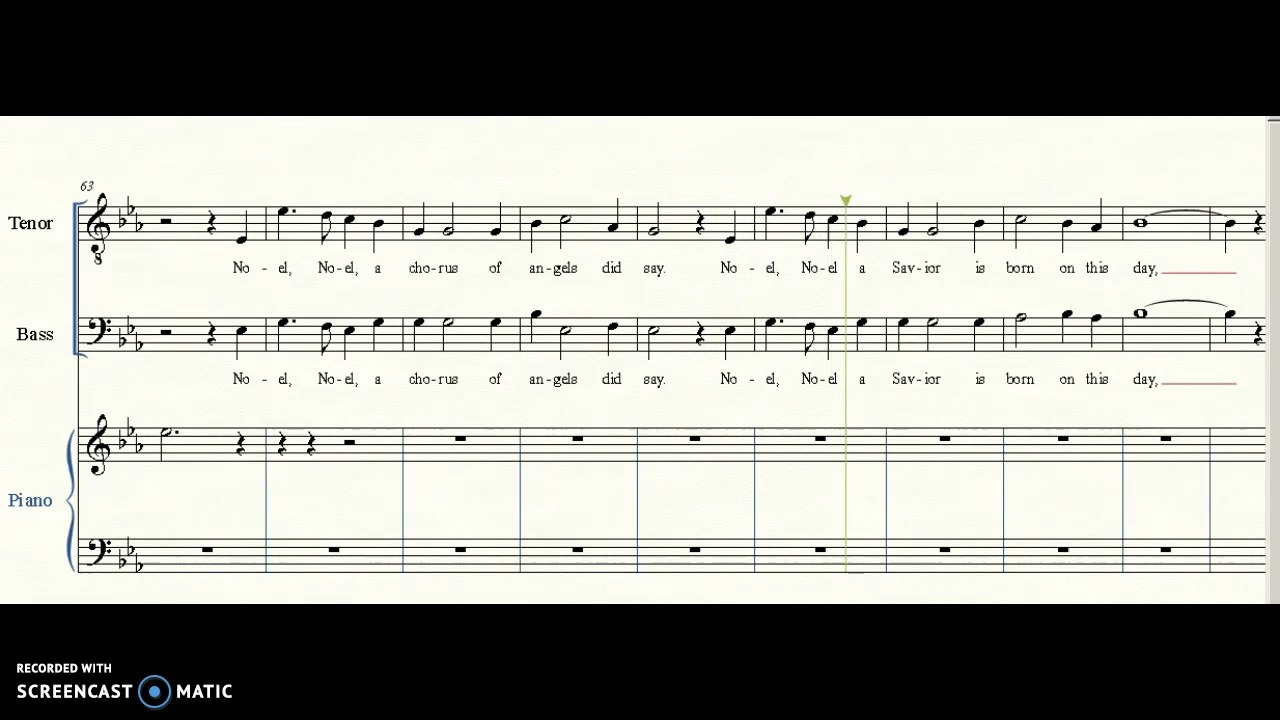 63
Tenor
No - el, No-el, a cho-rus of an-gels did say. No - el, No-el a Sav-ior is born on this day,
Bass
No - el, No-el, a cho-rus of an-gels did say. No - el, No-el a Sav-ior is born on this day,
Piano
RECORDED WITH
SCREENCAST MATIC